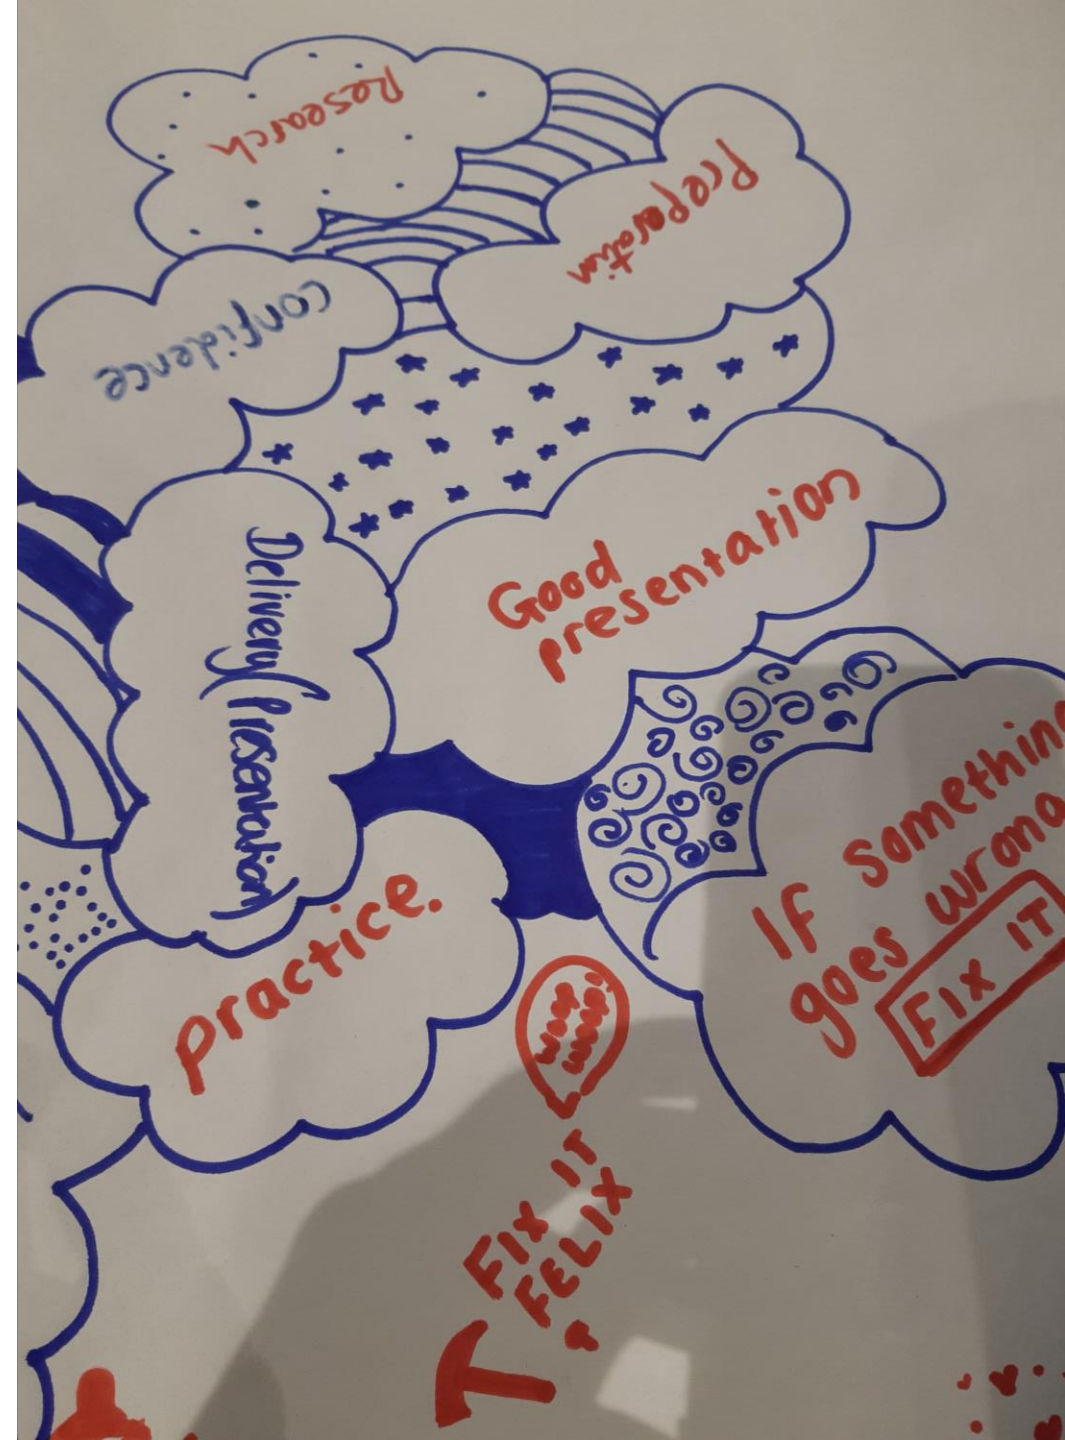 Research
Preparation
confidence
Delivery/Presentation
Good
presentation
practice.
IF something
goes wrong
FIX IT
FIX IT
FELIX